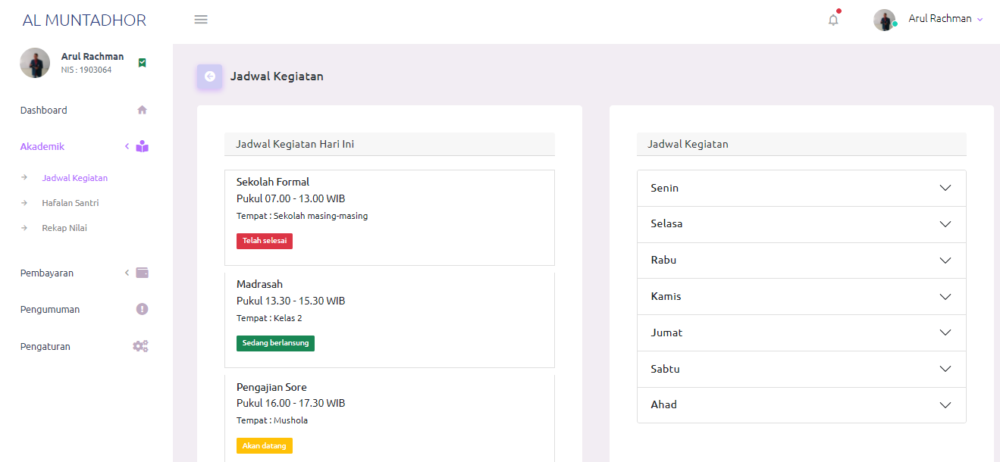 AL MUNTADHOR
Arul Rachman
Arul Rachman
NIS : 1903064
Dashboard
Akademik
Jadwal Kegiatan
Hafalan Santri
Rekap Nilai
Pembayaran
Pengumuman
Pengaturan
Jadwal Kegiatan
Jadwal Kegiatan Hari Ini
Sekolah Formal
Pukul 07.00 - 13.00 WIB
Tempat : Sekolah masing-masing
Telah selesai
Madrasah
Pukul 13.30 - 15.30 WIB
Tempat : Kelas 2
Sedang berlansung
Pengajian Sore
Pukul 16.00 - 17.30 WIB
Tempat : Mushola
Akan datang
Jadwal Kegiatan
Senin
Selasa
Rabu
Kamis
Jumat
Sabtu
Ahad